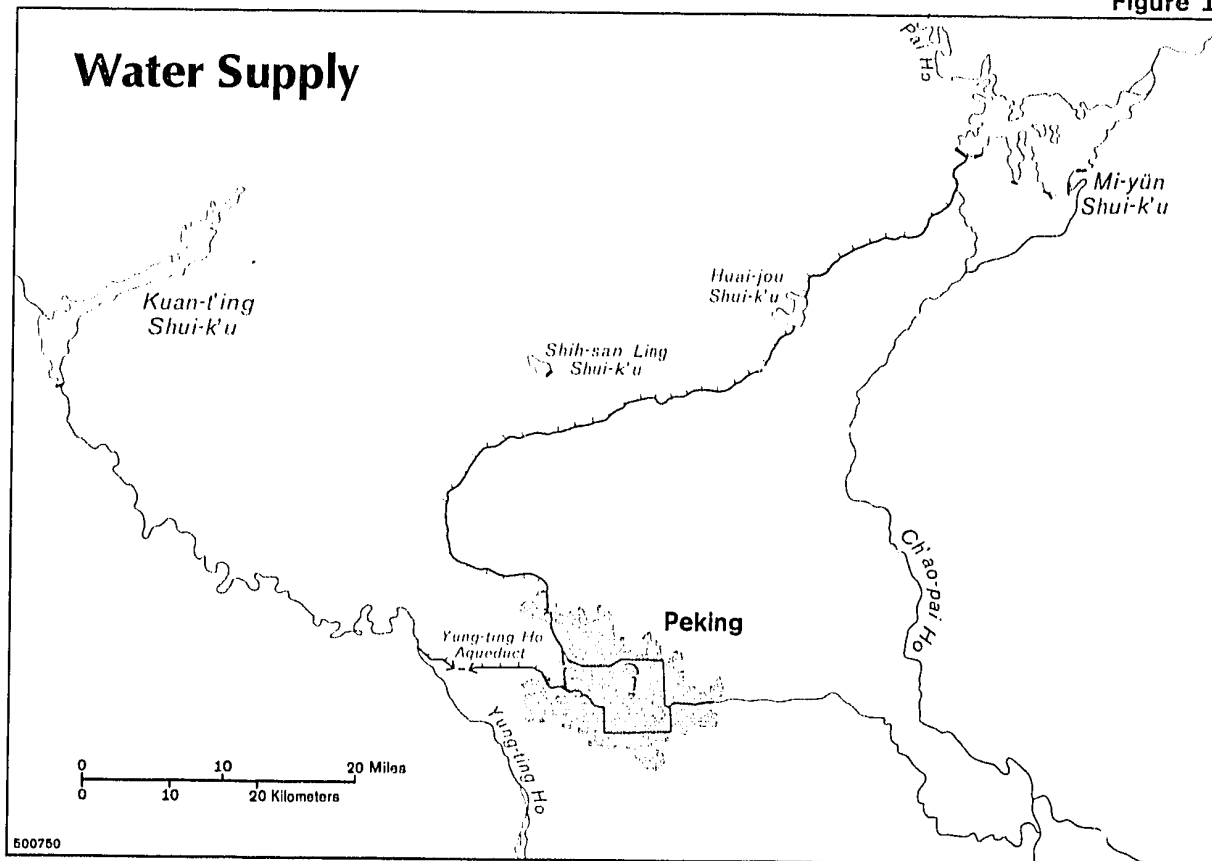 Figure 1
Water Supply
Pai Ho
Mi-yün
Shui-k'u
Huai-jou
Shui-k'u
Kuan-t'ing
Shui-k'u
Shih-san Ling
Shui-k'u
Ch'ao-pai Ho
Peking
Yung-ting Ho
Aqueduct
Yung-ting Ho
0 10 20 Miles
0 10 20 Kilometers
500750